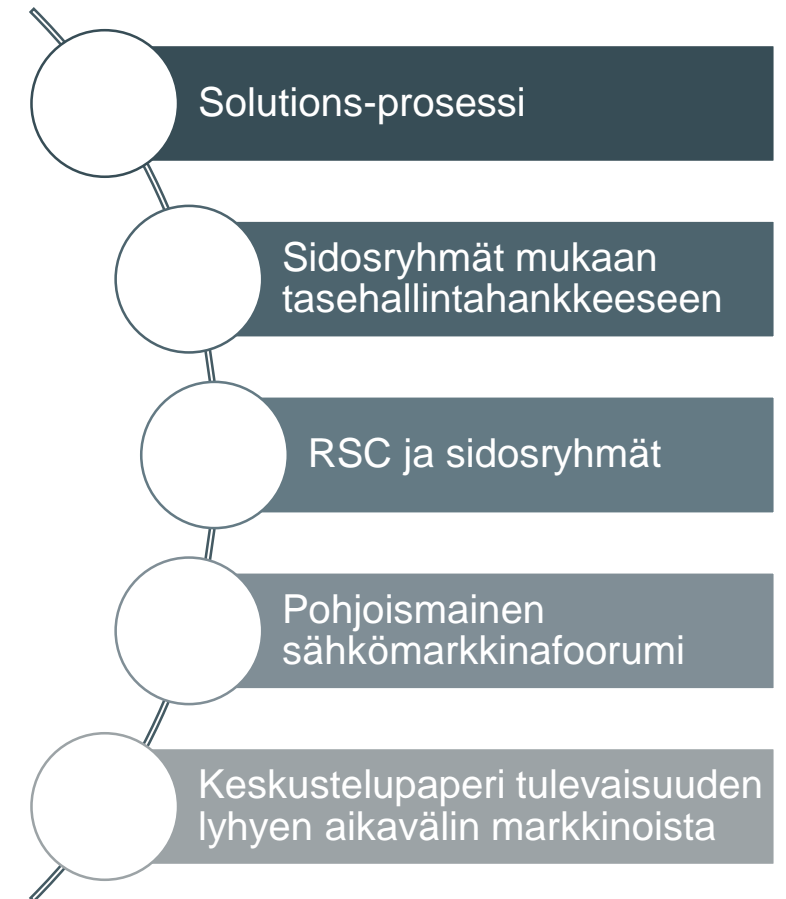 Solutions-prosessi
Sidosryhmät mukaan
tasehallintahankkeeseen
RSC ja sidosryhmät
Pohjoismainen
sähkömarkkinafoorumi
Keskustelupaperi tulevaisuuden
lyhyen aikavälin markkinoista